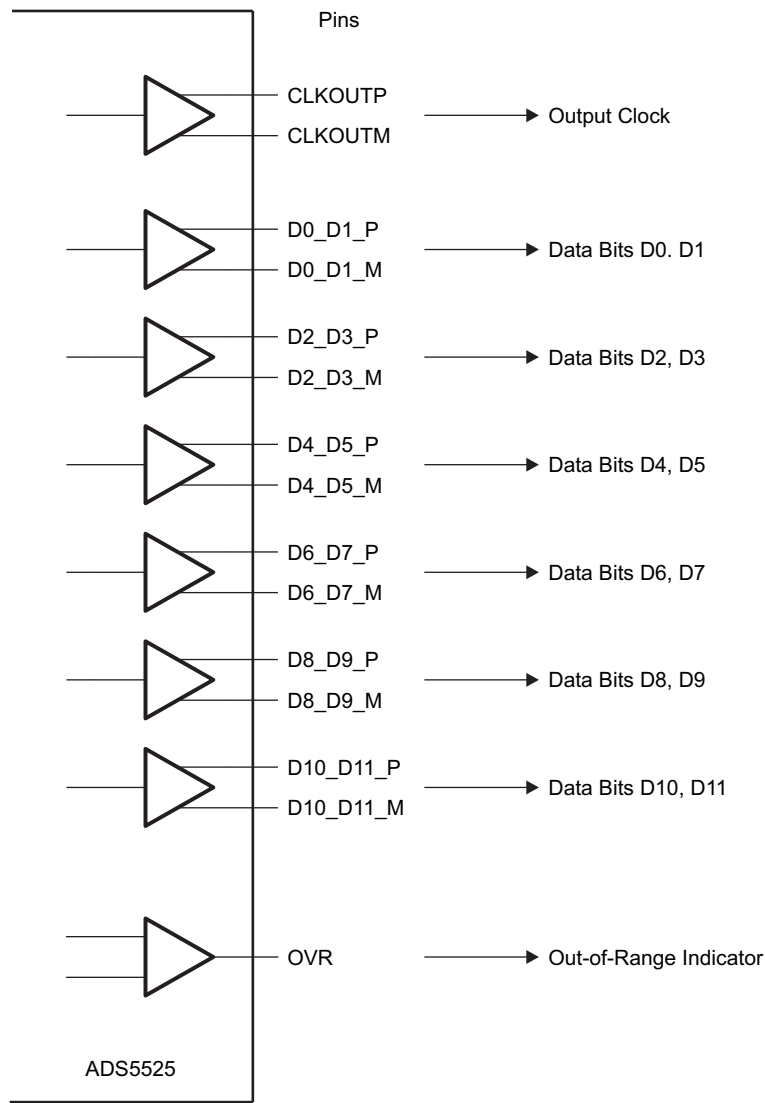 Pins
CLKOUTP
CLKOUTM
Output Clock
D0_D1_P
D0_D1_M
Data Bits D0. D1
D2_D3_P
D2_D3_M
Data Bits D2, D3
D4_D5_P
D4_D5_M
Data Bits D4, D5
D6_D7_P
D6_D7_M
Data Bits D6, D7
D8_D9_P
D8_D9_M
Data Bits D8, D9
D10_D11_P
D10_D11_M
Data Bits D10, D11
OVR
Out-of-Range Indicator
ADS5525